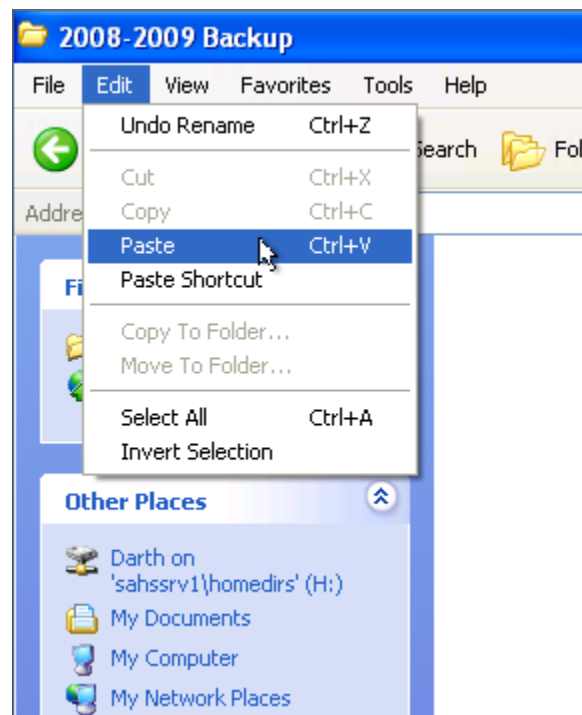 2008-2009 Backup
File Edit View Favorites Tools Help
Undo Rename Ctrl+Z
Search
Cut Ctrl+X
Copy Ctrl+C
Addre
Paste Ctrl+V
Paste Shortcut
Fi
Copy To Folder...
Move To Folder...
Select All Ctrl+A
Invert Selection
Other Places
Darth on
'sahssrv1\homedirs' (H:)
My Documents
My Computer
My Network Places